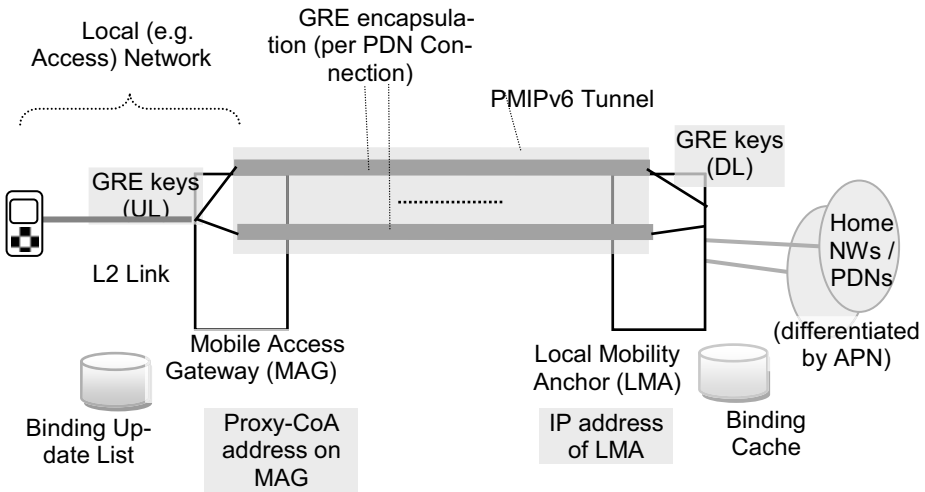 Local (e.g.
Access) Network
GRE encapsula-
tion (per PDN Con-
nection)
PMIPv6 Tunnel
GRE keys
(DL)
GRE keys
(UL)
Home
NWs /
PDNs
L2 Link
(differentiated
by APN)
Mobile Access
Gateway (MAG)
Local Mobility
Anchor (LMA)
Binding Up-
date List
Proxy-CoA
address on
MAG
IP address
of LMA
Binding
Cache